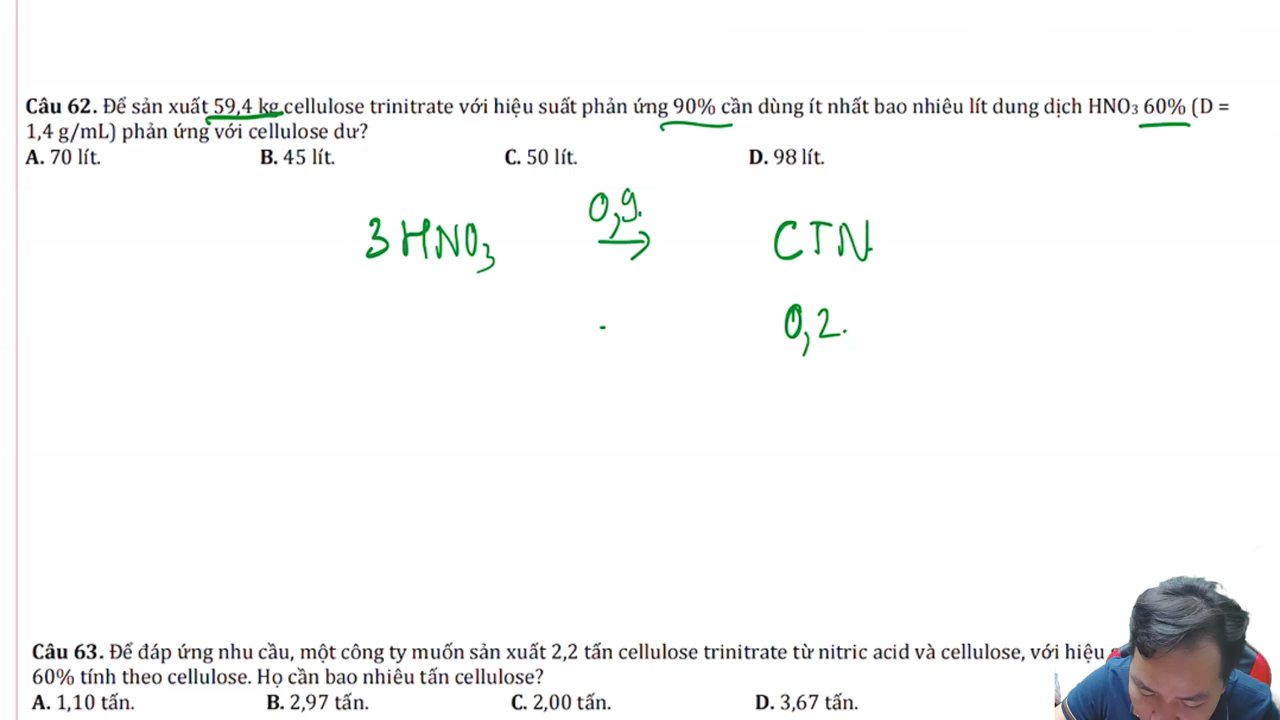 Câu 62. Để sản xuất 59,4 kg cellulose trinitrate với hiệu suất phản ứng 90% cần dùng ít nhất bao nhiêu lít dung dịch HNO₃ 60% (D =
1,4 g/mL) phản ứng với cellulose dư?
A. 70 lít. B. 45 lít. C. 50 lít. D. 98 lít.
0,9.
3HNO₃ → CTN
0,2.
Câu 63. Để đáp ứng nhu cầu, một công ty muốn sản xuất 2,2 tấn cellulose trinitrate từ nitric acid và cellulose, với hiệu
60% tính theo cellulose. Họ cần bao nhiêu tấn cellulose?
A. 1,10 tấn. B. 2,97 tấn. C. 2,00 tấn. D. 3,67 tấn.